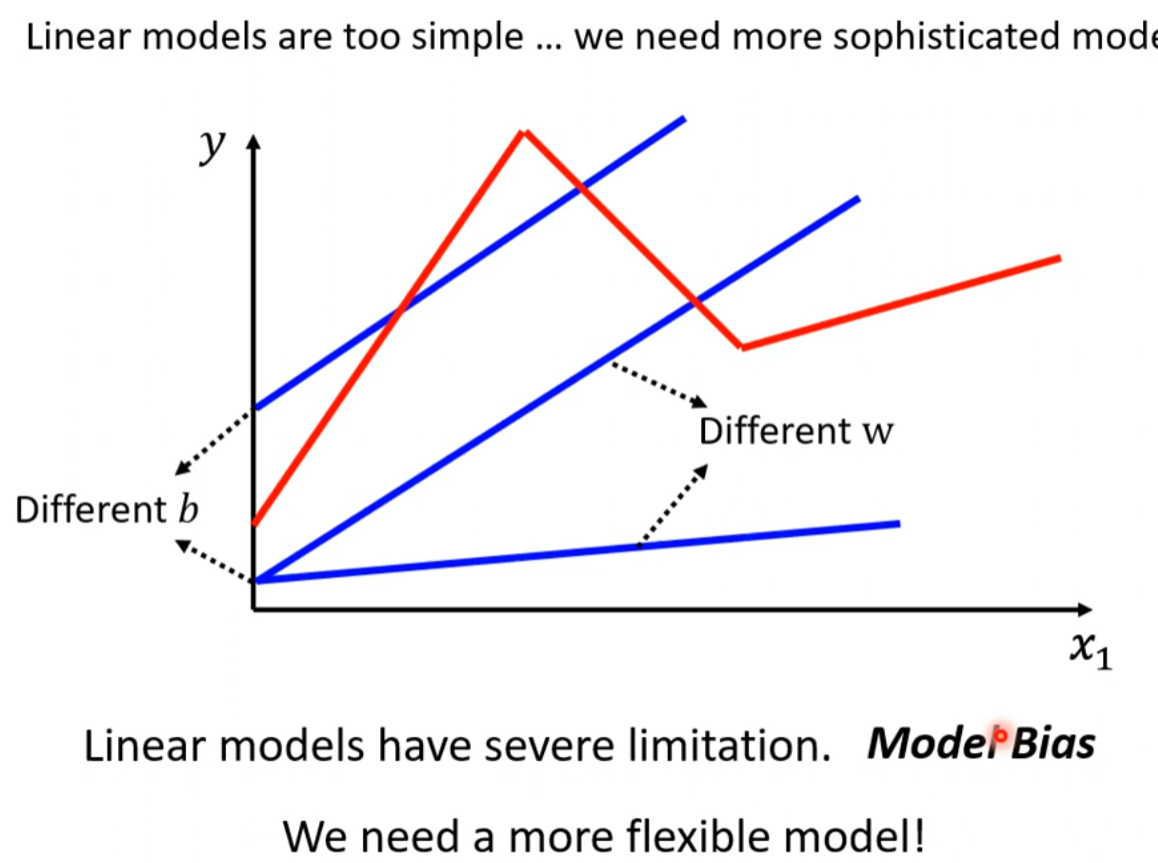 Linear models are too simple … we need more sophisticated mode
y
Different w
Different b
x₁
Linear models have severe limitation. Model Bias
We need a more flexible model!